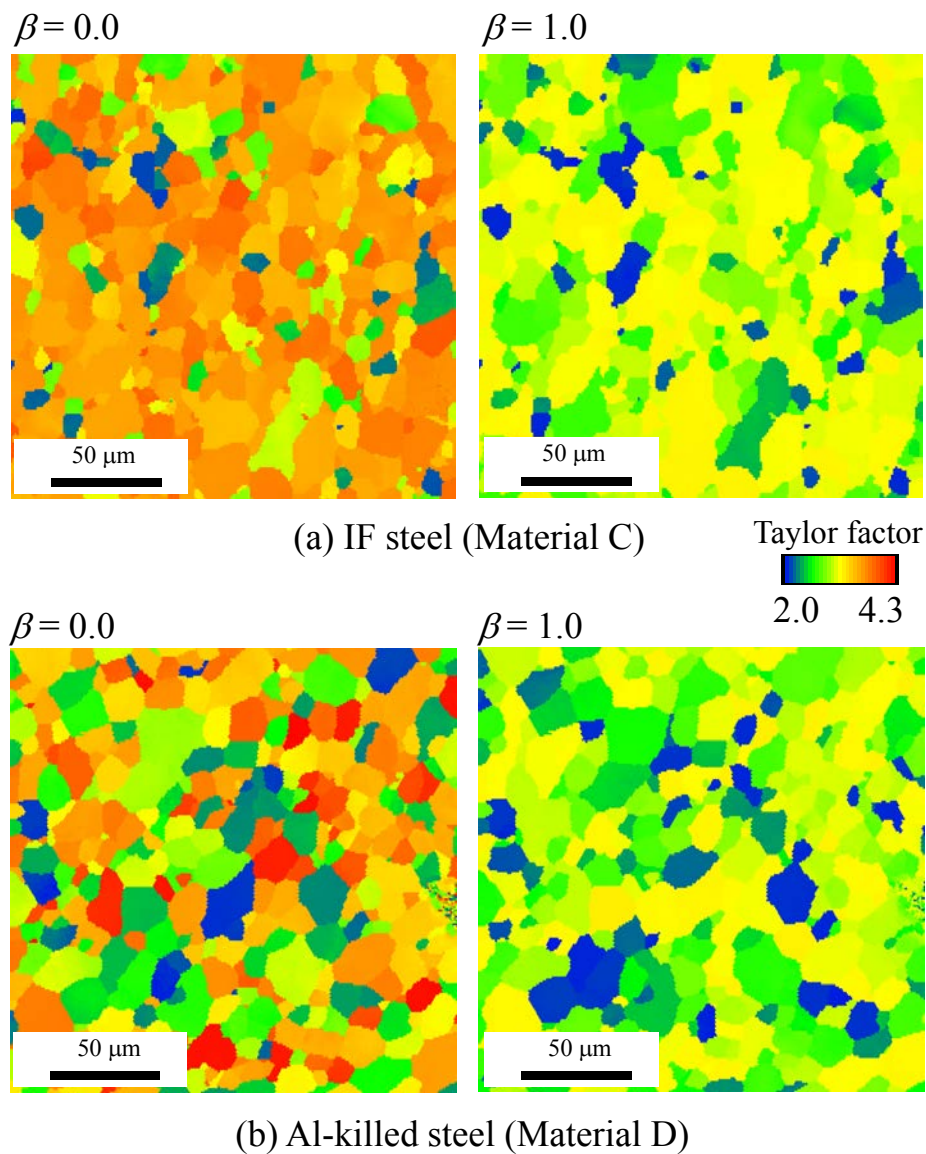 β = 0.0
β = 1.0
50 μm
50 μm
(a) IF steel (Material C)
Taylor factor
2.0 4.3
β = 0.0
β = 1.0
50 μm
50 μm
(b) Al-killed steel (Material D)